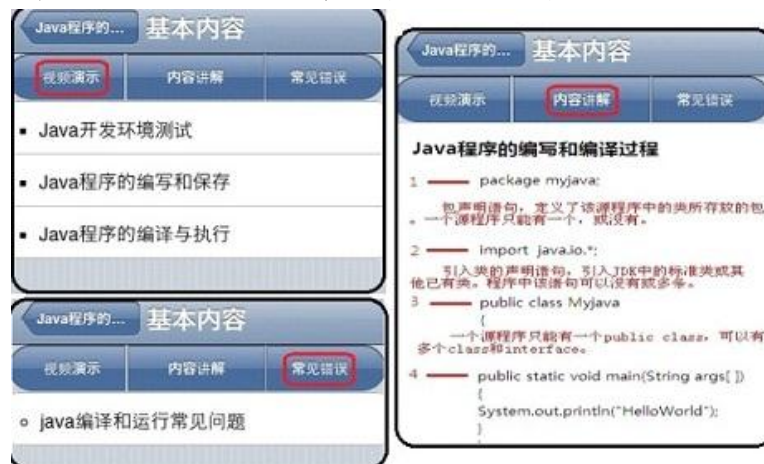 Java程序的... 基本内容
视频演示 内容讲解 常见错误
▪ Java开发环境测试
▪ Java程序的编写和保存
▪ Java程序的编译与执行
Java程序的... 基本内容
视频演示 内容讲解 常见错误
○ java编译和运行常见问题
Java程序的... 基本内容
视频演示 内容讲解 常见错误
Java程序的编写和编译过程
1 package myjava;
包声明语句，定义了该源程序中的类所存放的包
。一个源程序只能有一个，或没有。
2 import java.io.*;
引入类的声明语句，引入JDK中的标准类或其
他已有类。程序中该语句可以没有或多条。
3 public class Myjava
{
一个源程序只能有一个public class，可以有
多个class和interface。
4 public static void main(String args[ ])
{
System.out.println("HelloWorld");
}